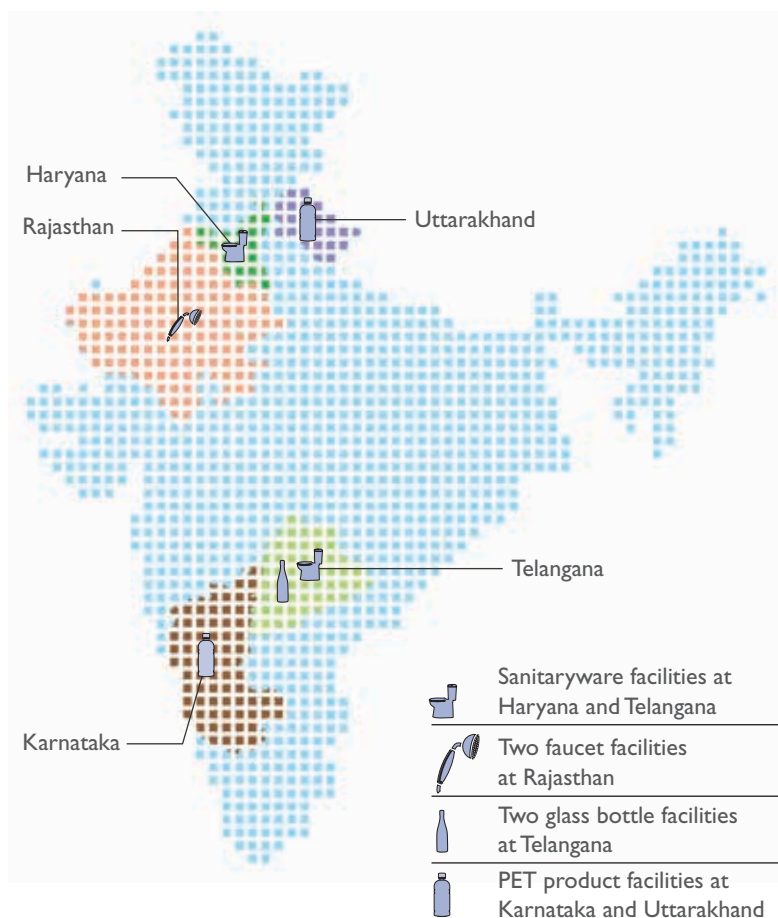 Haryana
Rajasthan
Uttarakhand
Telangana
Karnataka
Sanitaryware facilities at
Haryana and Telangana
Two faucet facilities
at Rajasthan
Two glass bottle facilities
at Telangana
PET product facilities at
Karnataka and Uttarakhand